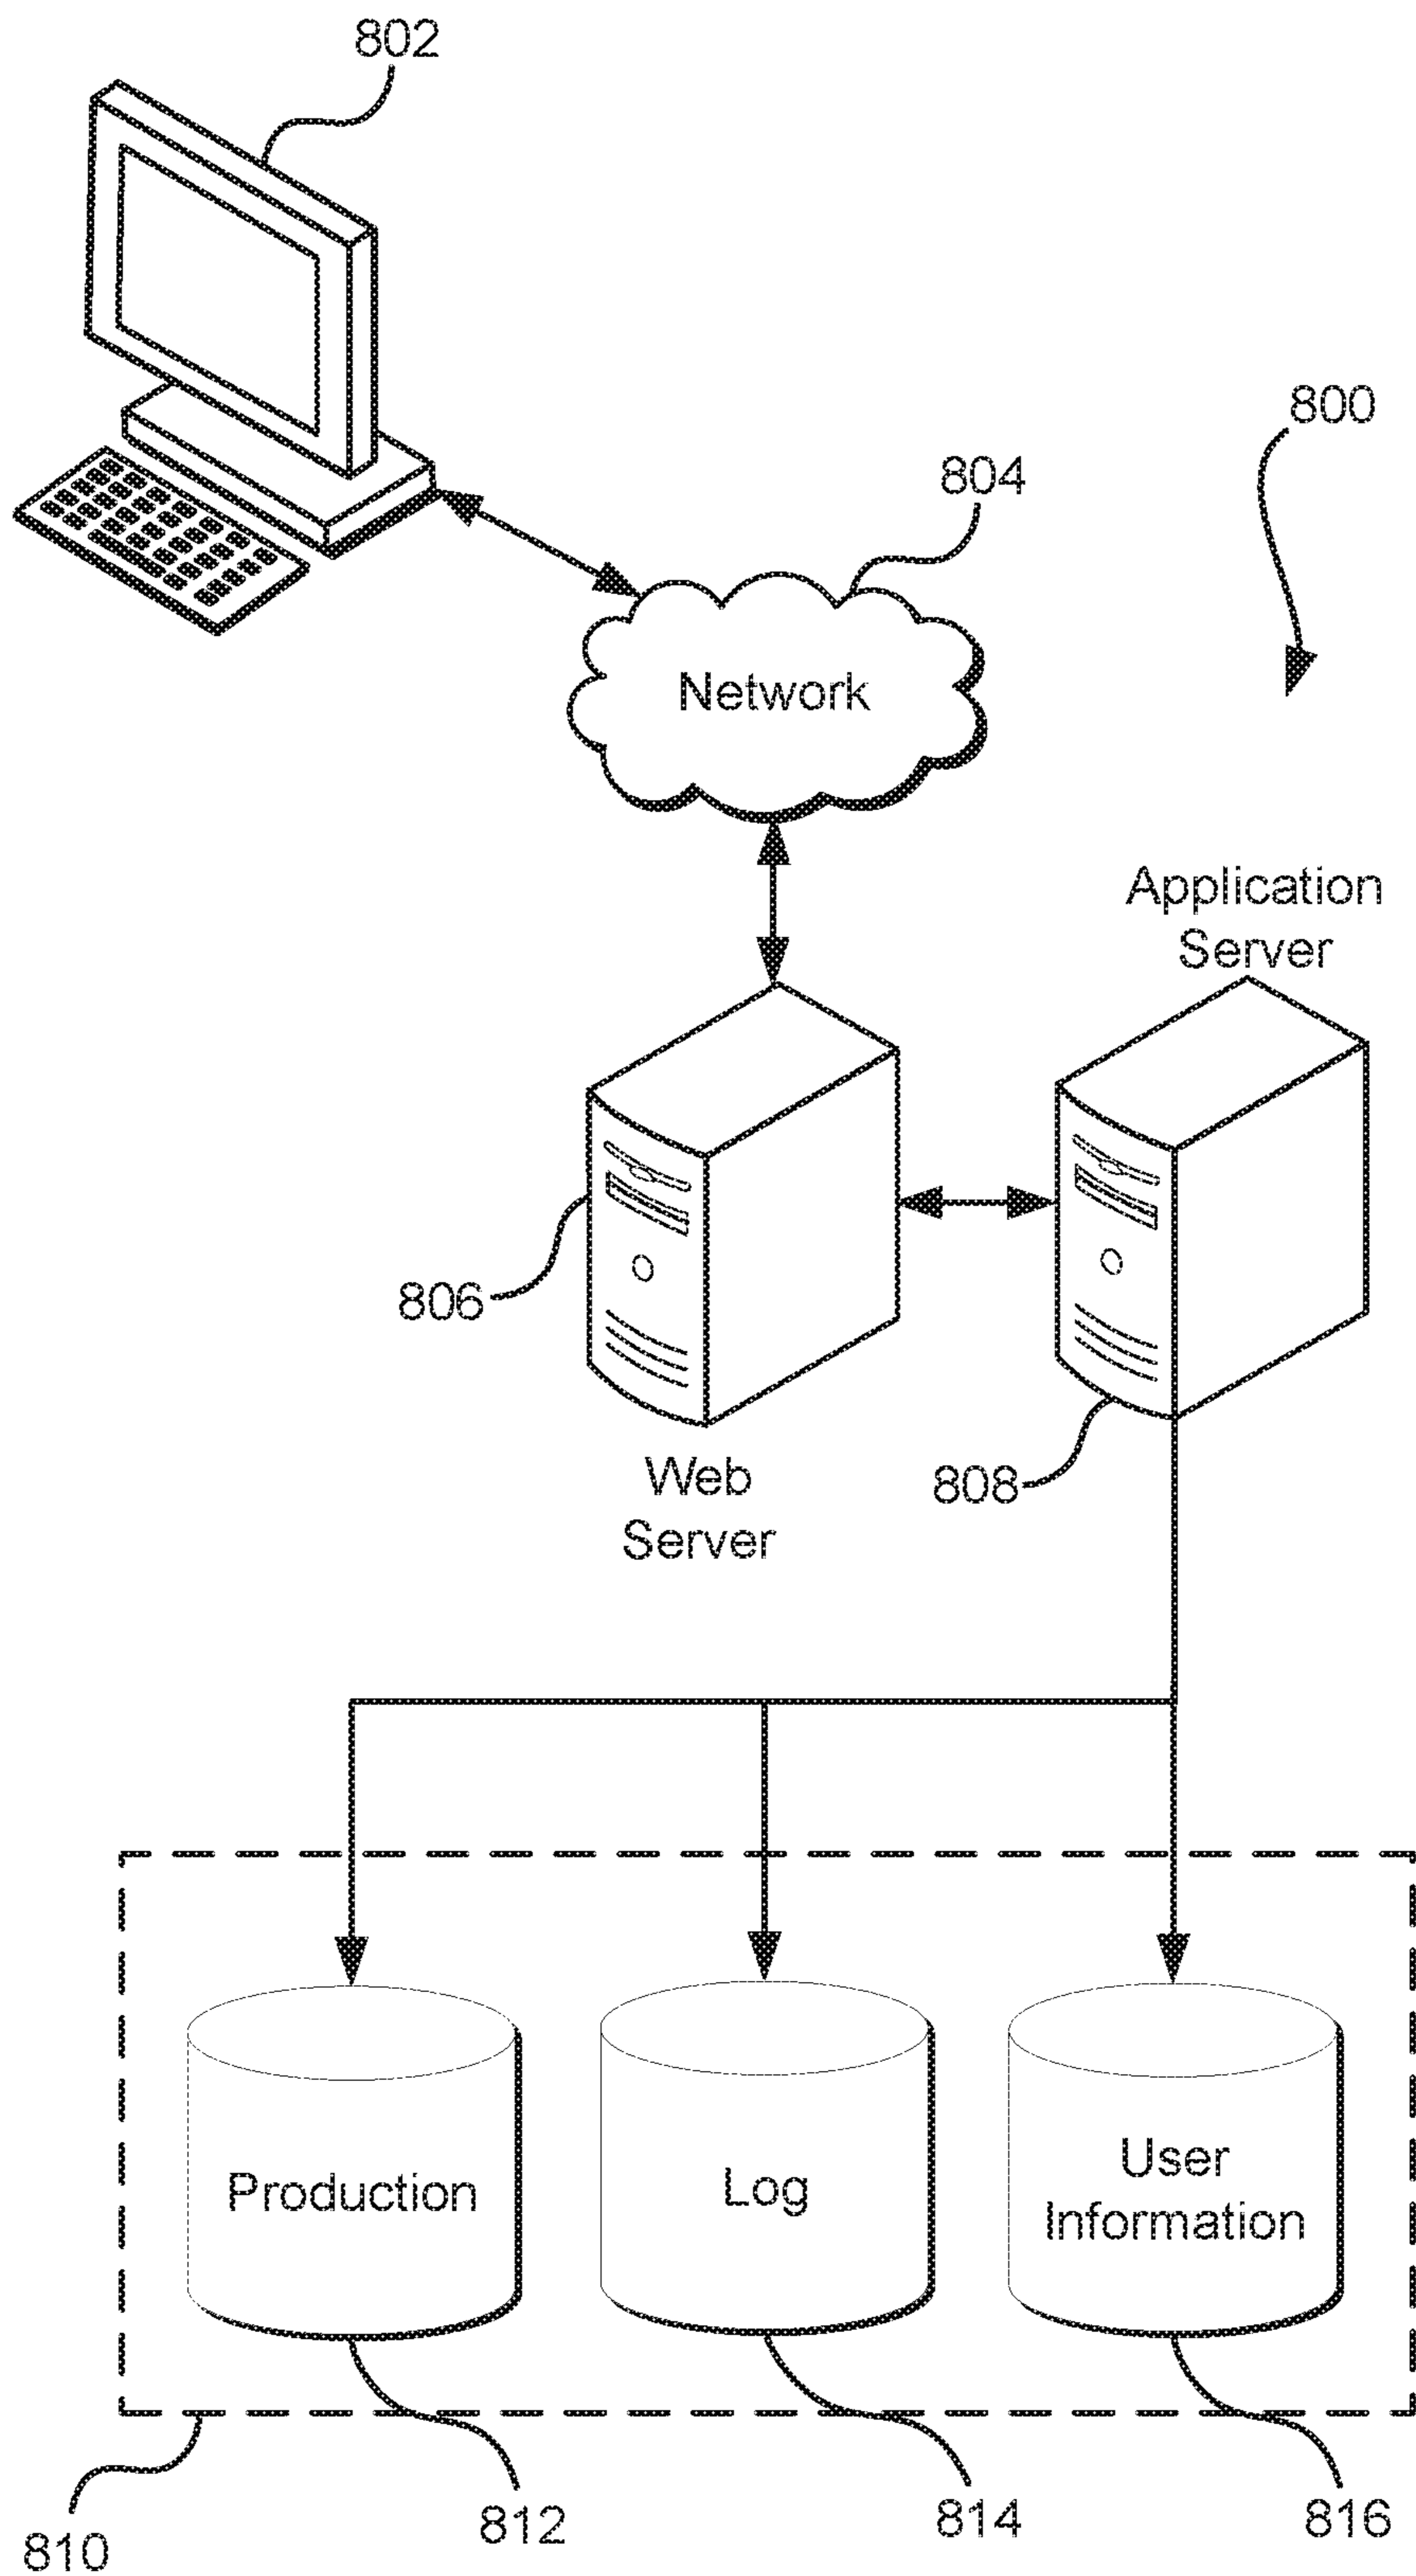 802
800
804
Network
Application
Server
806
808
Web
Server
Production
Log
User
Information
810
812
814
816